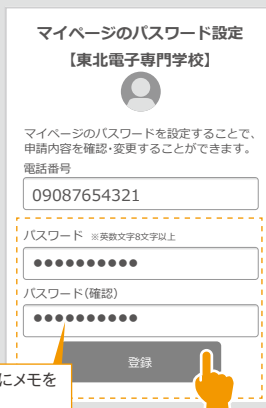 マイページのパスワード設定
【東北電子専門学校】
マイページのパスワードを設定することで、
申請内容を確認・変更することができます。
電話番号
09087654321
パスワード ※英数文字8文字以上
●●●●●●●●●●
パスワード(確認)
●●●●●●●●●●
登録
にメモを